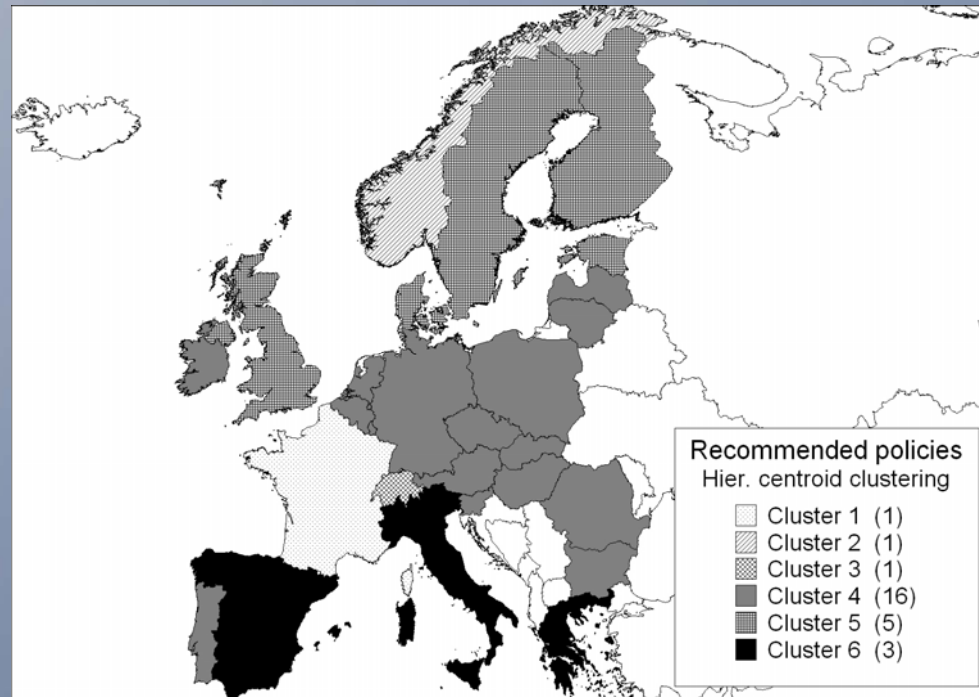 Recommended policies
Hier. centroid clustering
Cluster 1 (1)
Cluster 2 (1)
Cluster 3 (1)
Cluster 4 (16)
Cluster 5 (5)
Cluster 6 (3)